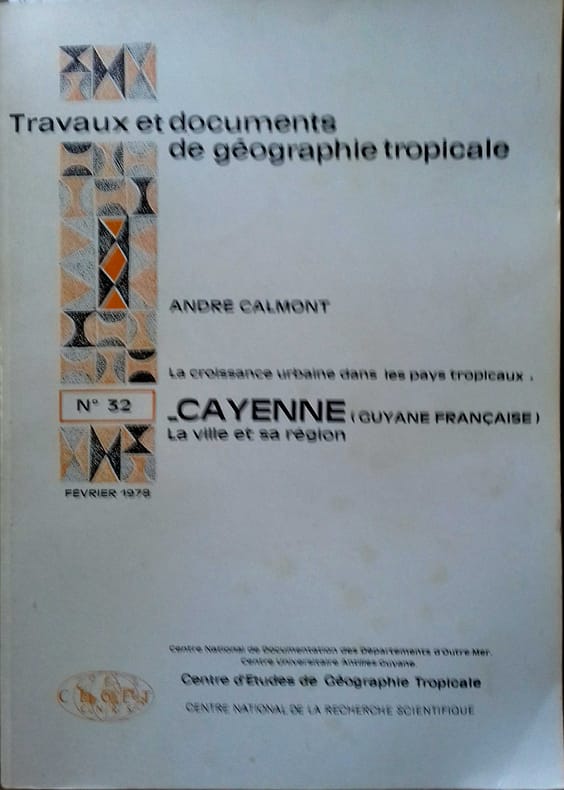 Travaux et documents
de géographie tropicale
ANDRE CALMONT
La croissance urbaine dans les pays tropicaux .
N° 32
_CAYENNE ( GUYANE FRANÇAISE )
La ville et sa région
FÉVRIER 1978
Centre National de Documentation des Départements d'Outre Mer.
Centre Universitaire Antilles Guyane.
Centre d'Etudes de Géographie Tropicale
CENTRE NATIONAL DE LA RECHERCHE SCIENTIFIQUE